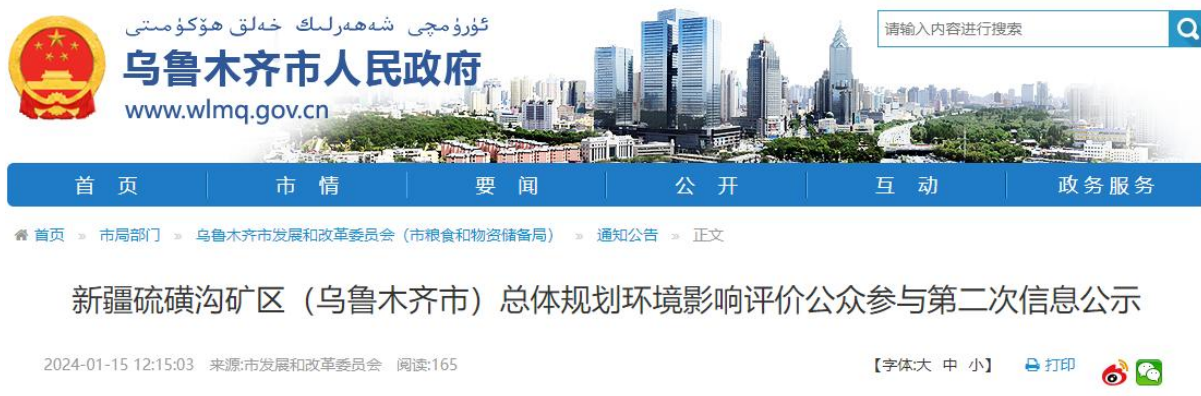 ئۈرۈمچى شەھەرلىك خەلق ھۆكۈمىتى
请输入内容进行搜索
乌鲁木齐市人民政府
www.wlmq.gov.cn
首 页 市 情 要 闻 公 开 互 动 政务服务
首页 » 市局部门 » 乌鲁木齐市发展和改革委员会（市粮食和物资储备局） » 通知公告 » 正文
新疆硫磺沟矿区（乌鲁木齐市）总体规划环境影响评价公众参与第二次信息公示
2024-01-15 12:15:03 来源:市发展和改革委员会 阅读:165 【字体:大 中 小】 打印